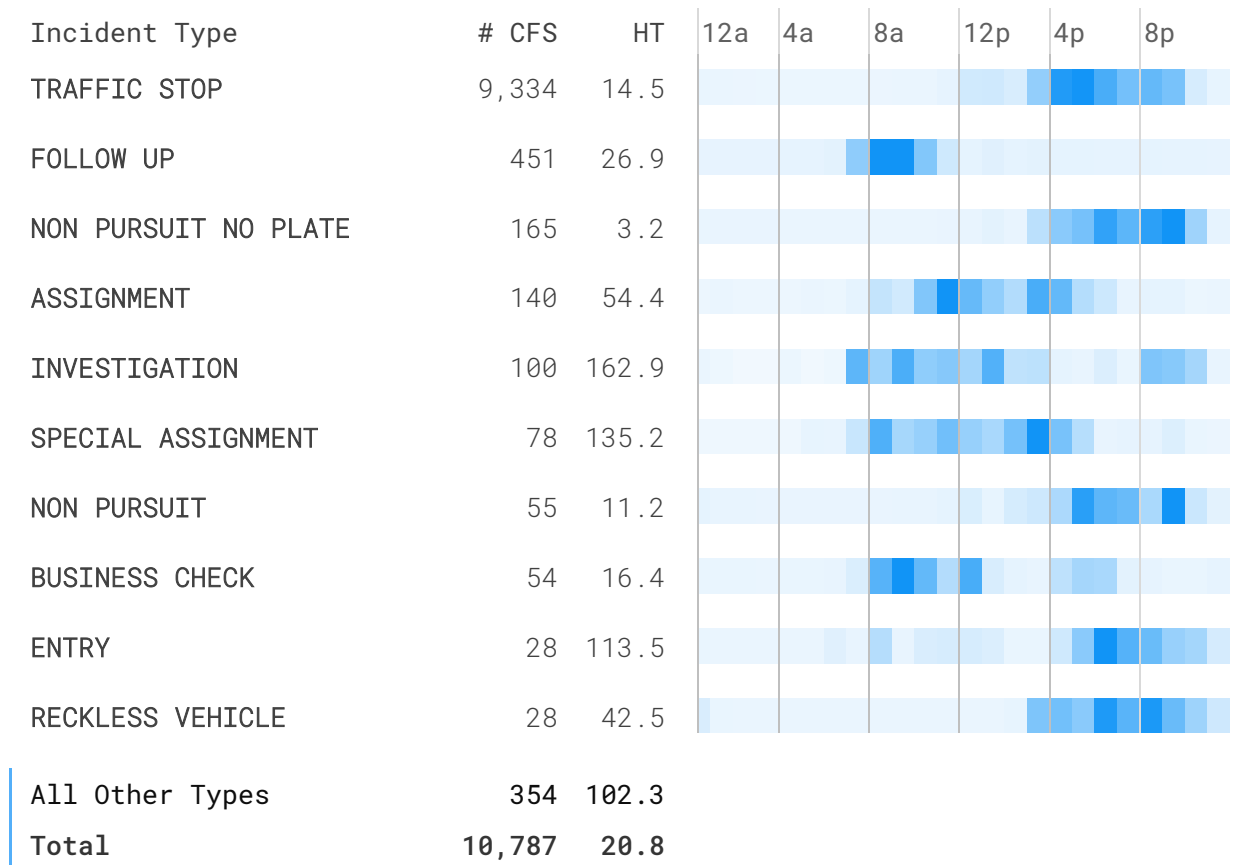 Incident Type # CFS HT 12a 4a 8a 12p 4p 8p
TRAFFIC STOP 9,334 14.5
FOLLOW UP 451 26.9
NON PURSUIT NO PLATE 165 3.2
ASSIGNMENT 140 54.4
INVESTIGATION 100 162.9
SPECIAL ASSIGNMENT 78 135.2
NON PURSUIT 55 11.2
BUSINESS CHECK 54 16.4
ENTRY 28 113.5
RECKLESS VEHICLE 28 42.5
All Other Types 354 102.3
Total 10,787 20.8